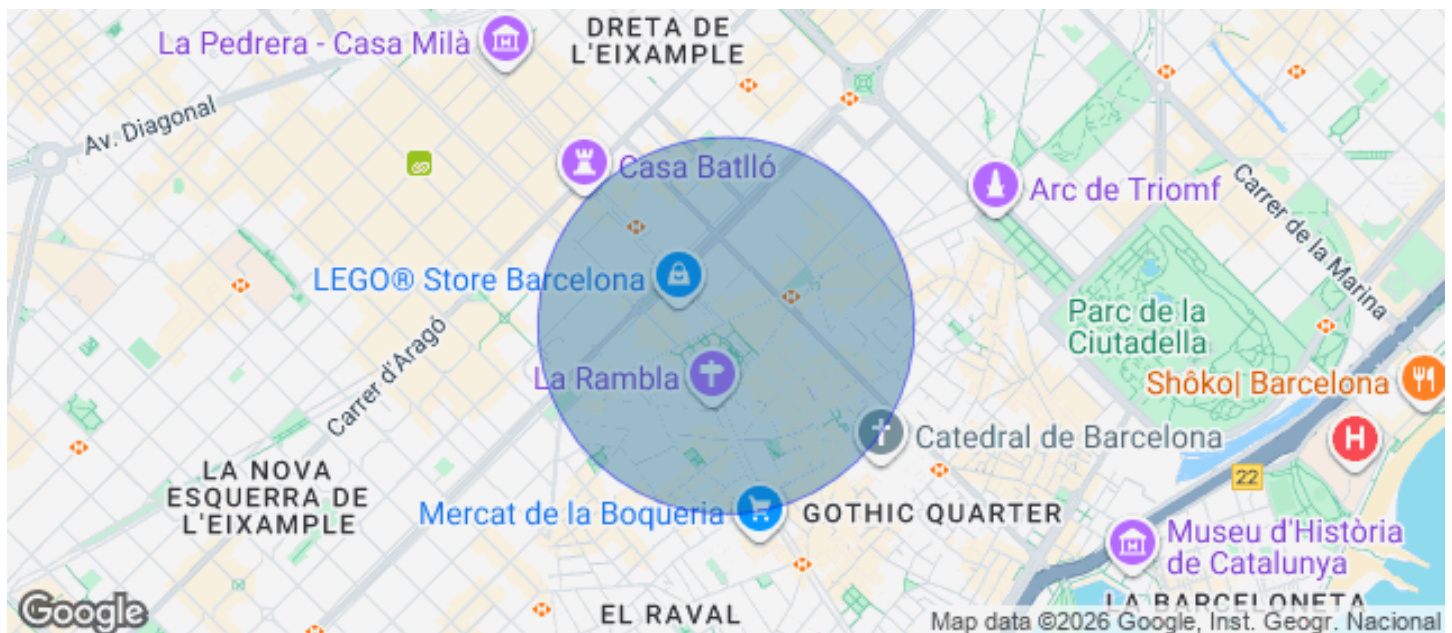 La Pedrera - Casa Milà
DRETA DE
L'EIXAMPLE
Av. Diagonal
Casa Batlló
Arc de Triomf
Carrer de la Marina
LEGO® Store Barcelona
Parc de la
Ciutadella
Carrer d'Aragó
La Rambla
Shôko| Barcelona
Catedral de Barcelona
H
22
LA NOVA
ESQUERRA DE
L'EIXAMPLE
Mercat de la Boqueria
GOTHIC QUARTER
Museu d'Història
de Catalunya
LA BARCELONETA
EL RAVAL
Google
Map data ©2026 Google, Inst. Geogr. Nacional